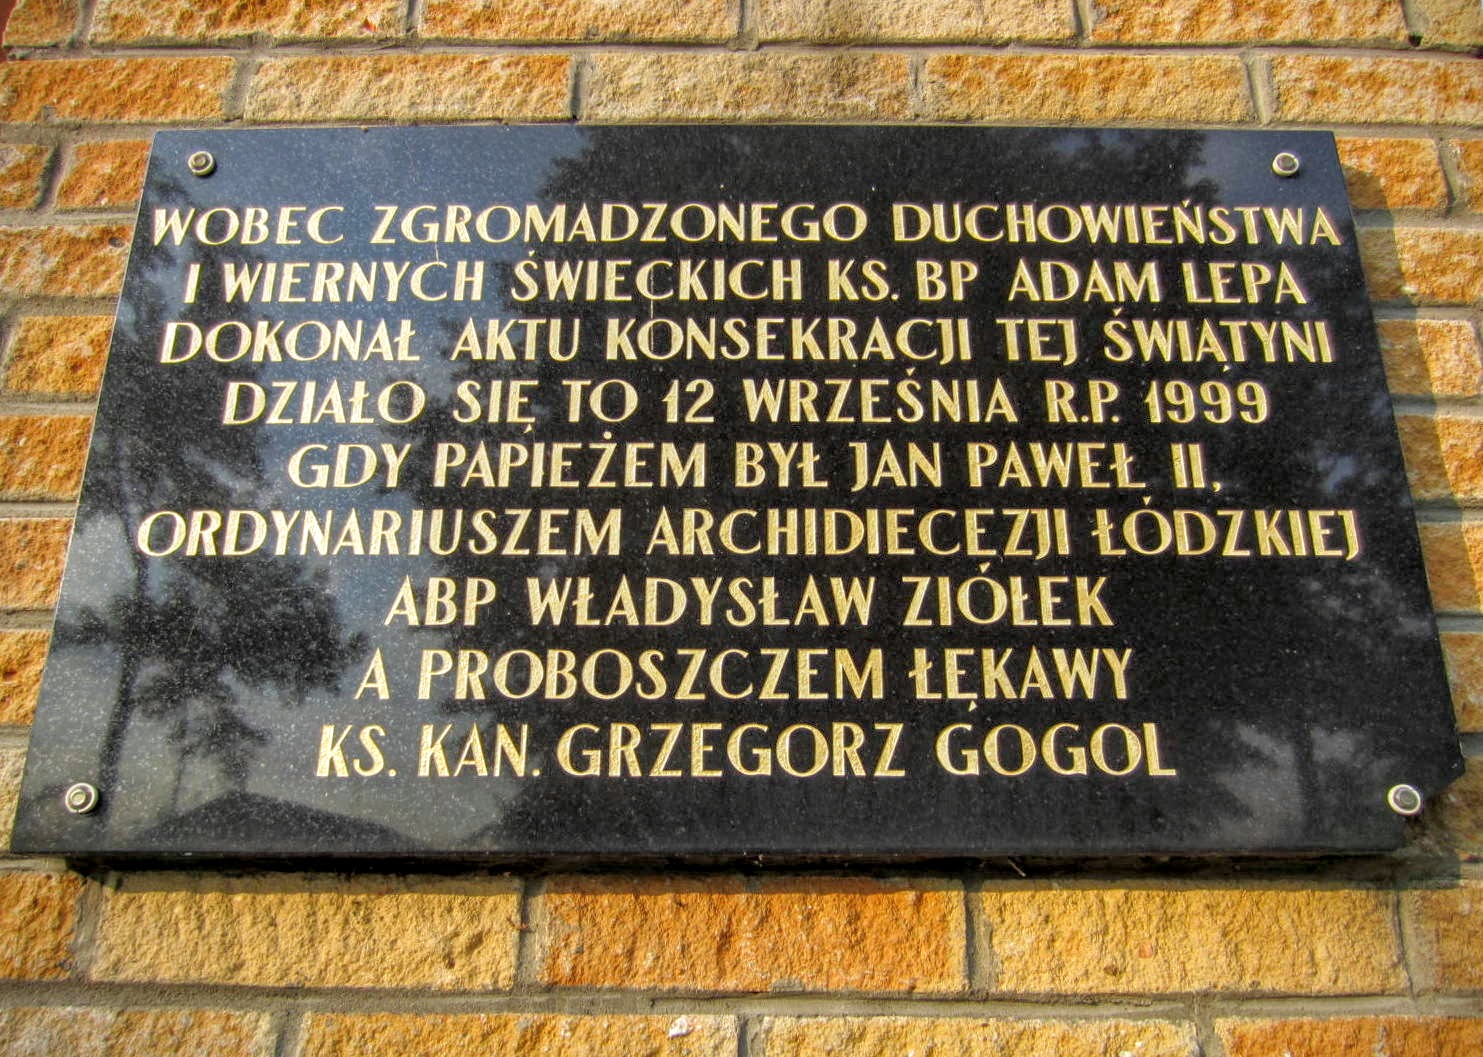 WOBEC ZGROMADZONEGO DUCHOWIEŃSTWA
I WIERNYCH ŚWIECKICH KS. BP ADAM LEPA
DOKONAŁ AKTU KONSEKRACJI TEJ ŚWIĄTYNI
DZIAŁO SIĘ TO 12 WRZEŚNIA R.P. 1999
GDY PAPIEŻEM BYŁ JAN PAWEŁ II,
ORDYNARIUSZEM ARCHIDIECEZJI ŁÓDZKIEJ
ABP WŁADYSŁAW ZIÓŁEK
A PROBOSZCZEM ŁĘKAWY
KS. KAN. GRZEGORZ GOGOL